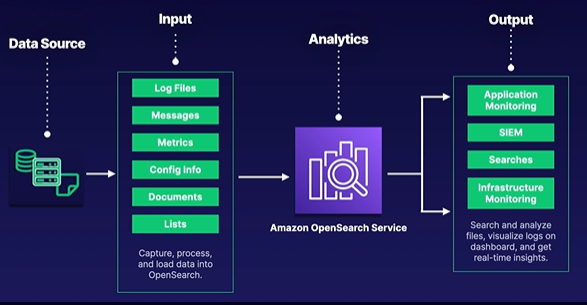 Data Source
Input
Log Files
Messages
Metrics
Config Info
Documents
Lists
Capture, process,
and load data into
OpenSearch.
Analytics
Amazon OpenSearch Service
Output
Application
Monitoring
SIEM
Searches
Infrastructure
Monitoring
Search and analyze
files, visualize logs on
dashboard, and get
real-time insights.